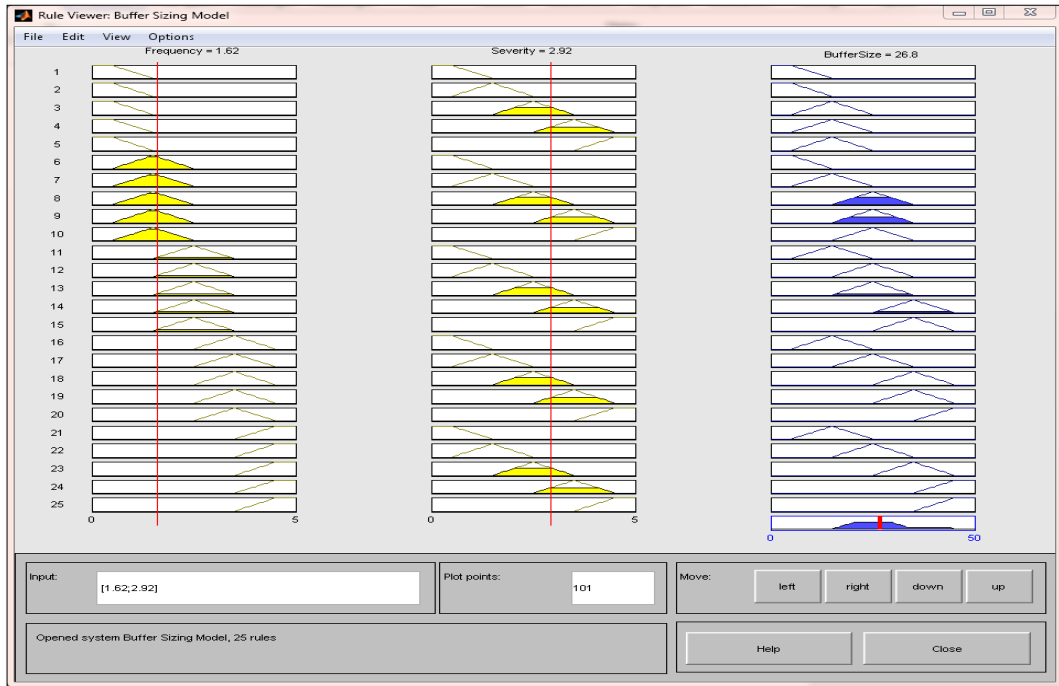 Rule Viewer: Buffer Sizing Model
File Edit View Options
Frequency = 1.62
Severity = 2.92
BufferSize = 26.8
1
2
3
4
5
6
7
8
9
10
11
12
13
14
15
16
17
18
19
20
21
22
23
24
25
0 5
0 5
0 50
Input:
[1.62;2.92]
Plot points:
101
Move:
left right down up
Opened system Buffer Sizing Model, 25 rules
Help Close